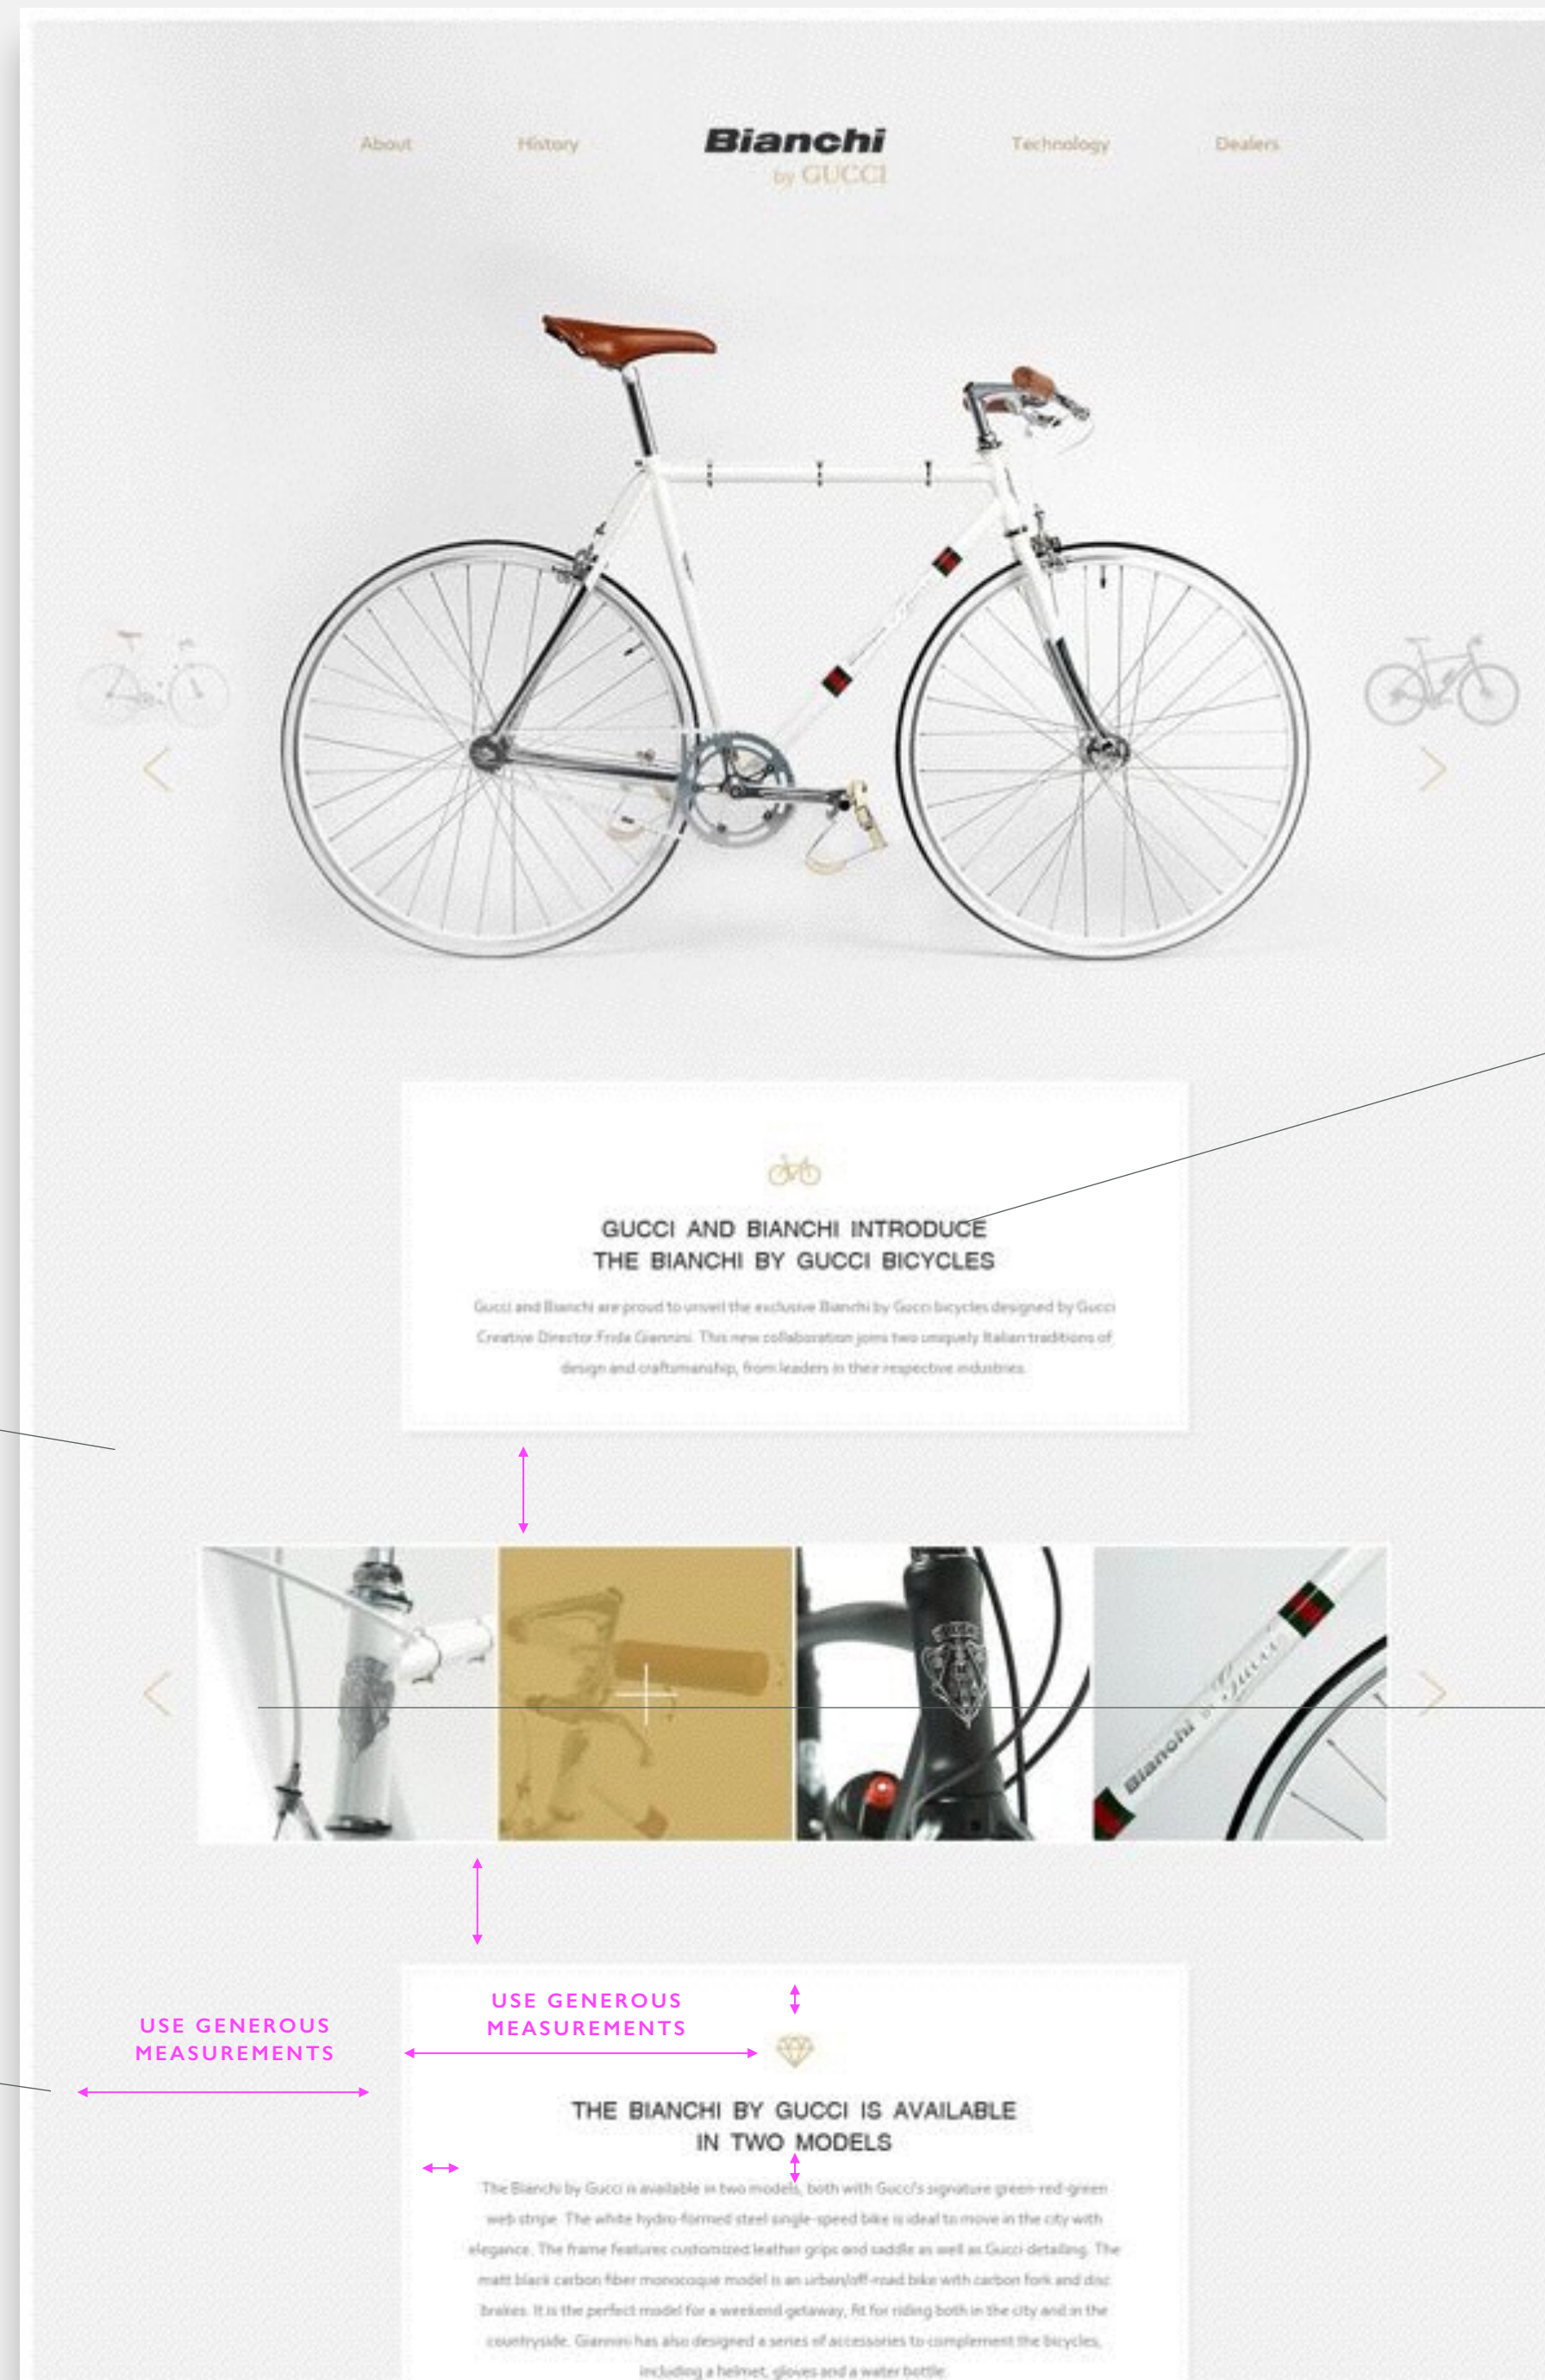 About
History
Bianchi
by GUCCI
Technology
Dealers
GUCCI AND BIANCHI INTRODUCE
THE BIANCHI BY GUCCI BICYCLES
Gucci and Bianchi are proud to unveil the exclusive Bianchi by Gucci bicycles designed by Gucci
Creative Director Frida Giannini. This new collaboration joins two uniquely Italian traditions of
design and craftsmanship, from leaders in their respective industries.
Bianchi by Gucci
USE GENEROUS
MEASUREMENTS
USE GENEROUS
MEASUREMENTS
THE BIANCHI BY GUCCI IS AVAILABLE
IN TWO MODELS
The Bianchi by Gucci is available in two models, both with Gucci's signature green-red-green
web stripe. The white hydro-formed steel single-speed bike is ideal to move in the city with
elegance. The frame features customized leather grips and saddle as well as Gucci detailing. The
matt black carbon fiber monocoque model is an urban/off-road bike with carbon fork and disc
brakes. It is the perfect model for a weekend getaway, fit for riding both in the city and in the
countryside. Giannini has also designed a series of accessories to complement the bicycles,
including a helmet, gloves and a water bottle